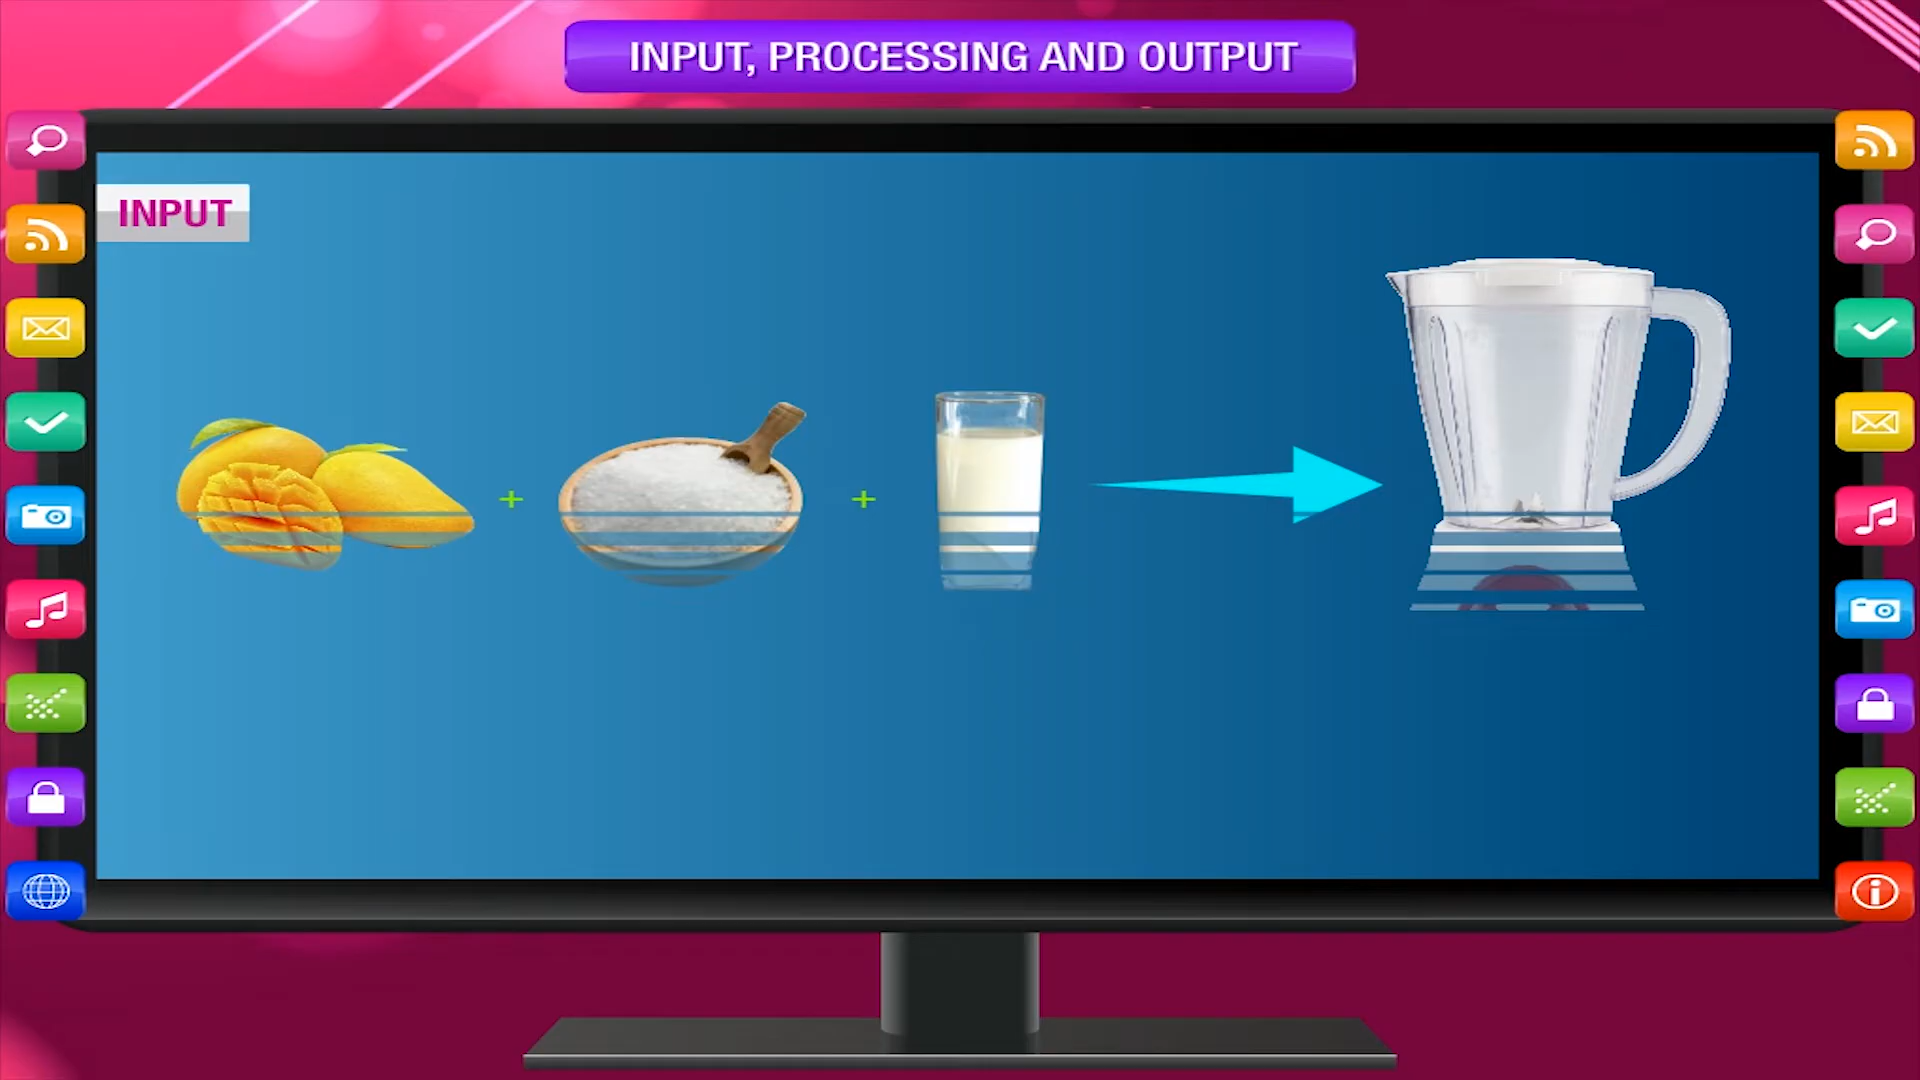 INPUT, PROCESSING AND OUTPUT
INPUT
+ +